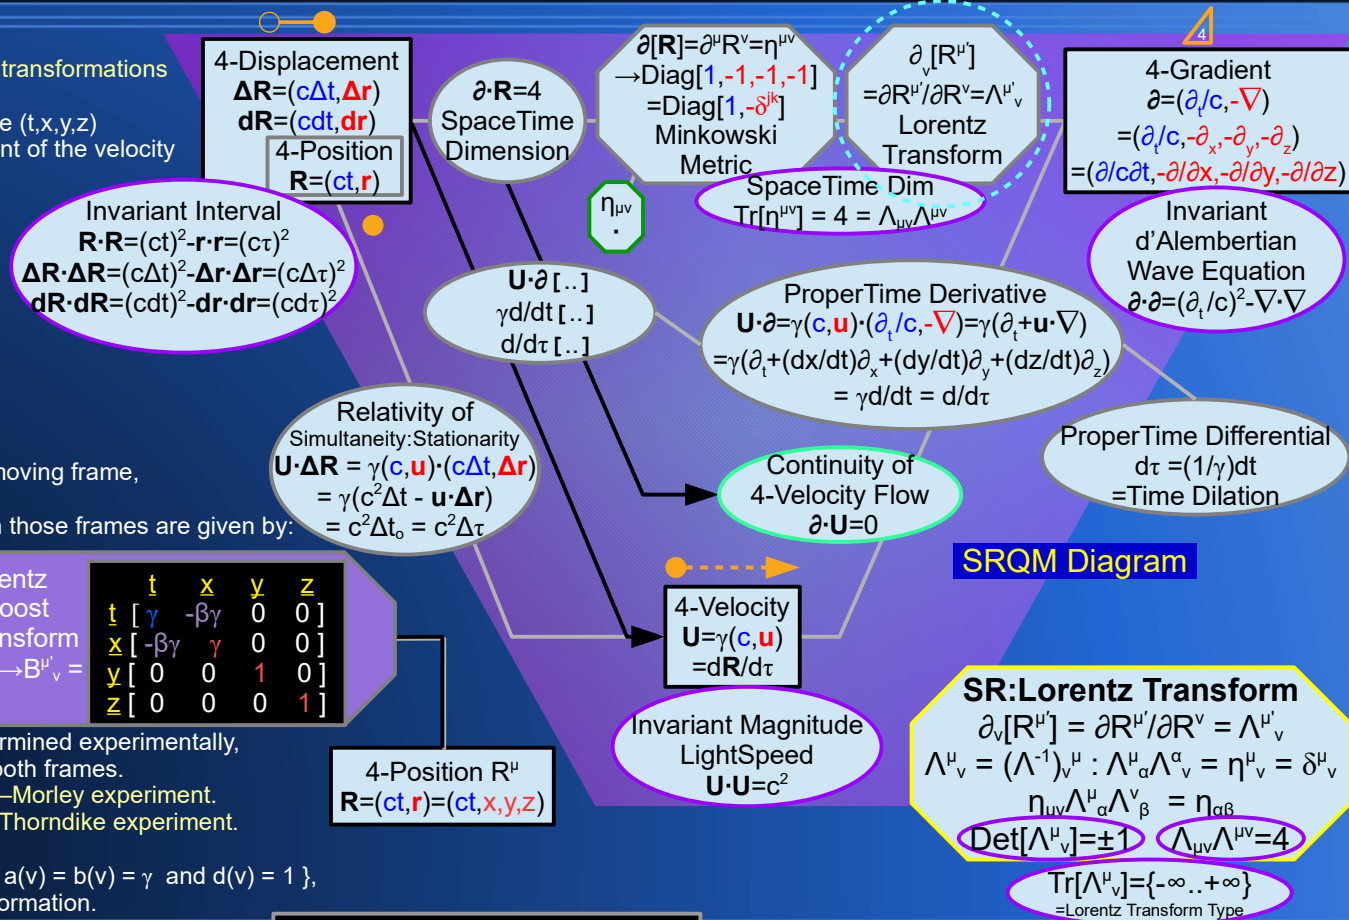 transformations
e (t,x,y,z)
nt of the velocity
4-Displacement
ΔR=(cΔt,Δr)
dR=(cdt,dr)
4-Position
R=(ct,r)
∂·R=4
SpaceTime
Dimension
∂[R]=∂^μR^ν=η^μν
→Diag[1,-1,-1,-1]
=Diag[1,-δ^jk]
Minkowski
Metric
∂_ν[R^μ']
=∂R^μ'/∂R^ν=Λ^μ'_ν
Lorentz
Transform
4
4-Gradient
∂=(∂_t/c,-∇)
=(∂_t/c,-∂_x,-∂_y,-∂_z)
=(∂/c∂t,-∂/∂x,-∂/∂y,-∂/∂z)
Invariant Interval
R·R=(ct)²-r·r=(cτ)²
ΔR·ΔR=(cΔt)²-Δr·Δr=(cΔτ)²
dR·dR=(cdt)²-dr·dr=(cdτ)²
η_μν
·
SpaceTime Dim
Tr[η^μν] = 4 = Λ_μνΛ^μν
Invariant
d'Alembertian
Wave Equation
∂·∂=(∂_t/c)²-∇·∇
U·∂[..]
γd/dt[..]
d/dτ[..]
ProperTime Derivative
U·∂=γ(c,u)·(∂_t/c,-∇)=γ(∂_t+u·∇)
=γ(∂_t+(dx/dt)∂_x+(dy/dt)∂_y+(dz/dt)∂_z)
= γd/dt = d/dτ
Relativity of
Simultaneity:Stationarity
U·ΔR = γ(c,u)·(cΔt,Δr)
= γ(c²Δt - u·Δr)
= c²Δt_o = c²Δτ
Continuity of
4-Velocity Flow
∂·U=0
ProperTime Differential
dτ =(1/γ)dt
=Time Dilation
noving frame,
n those frames are given by:
SRQM Diagram
entz
oost
nsform
→B^μ'_ν =
t x y z
t [ γ -βγ 0 0 ]
x [ -βγ γ 0 0 ]
y [ 0 0 1 0 ]
z [ 0 0 0 1 ]
4-Velocity
U=γ(c,u)
=dR/dτ
Invariant Magnitude
LightSpeed
U·U=c²
rmined experimentally,
ooth frames.
–Morley experiment.
Thorndike experiment.
4-Position R^μ
R=(ct,r)=(ct,x,y,z)
a(v) = b(v) = γ and d(v) = 1 },
formation.
SR:Lorentz Transform
∂_ν[R^μ'] = ∂R^μ'/∂R^ν = Λ^μ'_ν
Λ^μ_ν = (Λ^-1)_ν^μ : Λ^μ_αΛ^α_ν = η^μ_ν = δ^μ_ν
η_μνΛ^μ_αΛ^ν_β = η_αβ
Det[Λ^μ_ν]=±1 Λ_μνΛ^μν=4
Tr[Λ^μ_ν]={-∞..+∞}
=Lorentz Transform Type